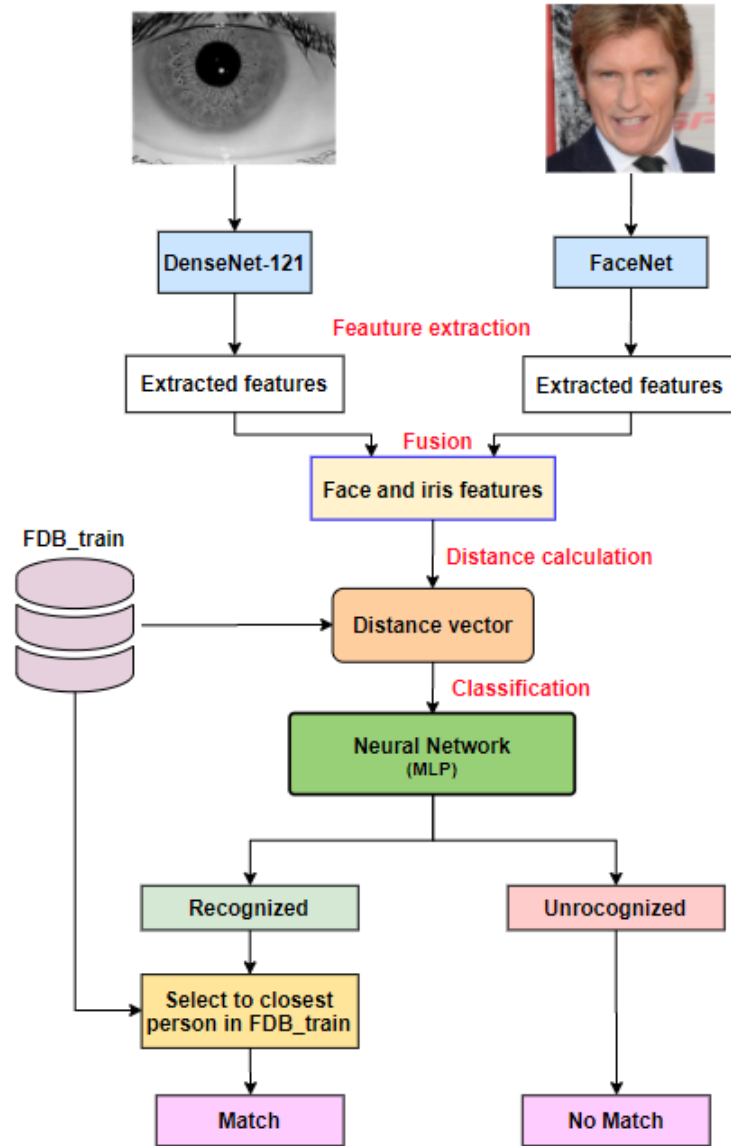 DenseNet-121
FaceNet
Feauture extraction
Extracted features
Extracted features
Fusion
Face and iris features
FDB_train
Distance calculation
Distance vector
Classification
Neural Network
(MLP)
Recognized
Unrocognized
Select to closest
person in FDB_train
Match
No Match